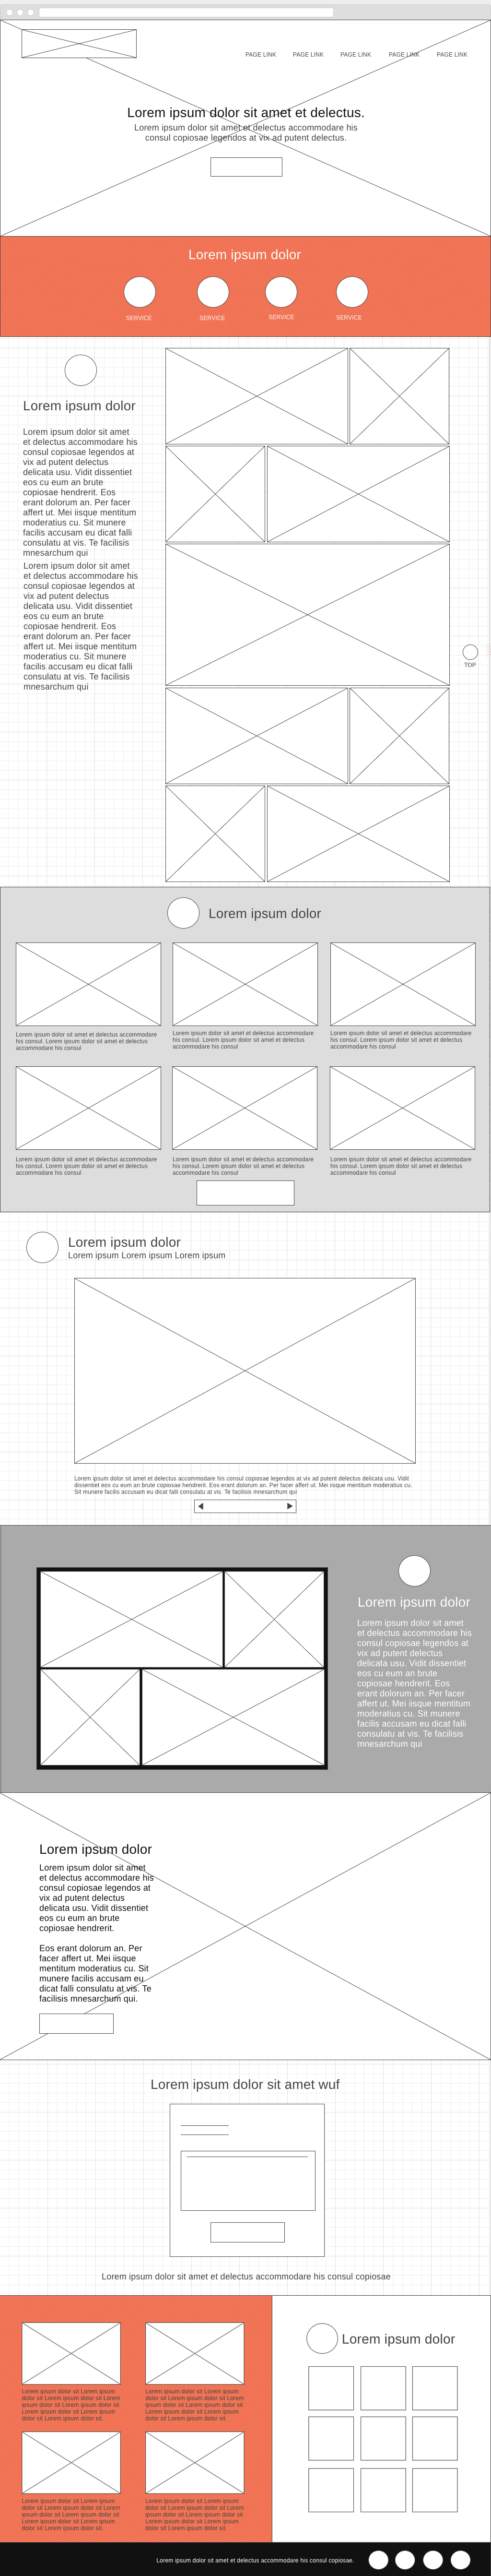 PAGE LINK PAGE LINK PAGE LINK PAGE LINK PAGE LINK
Lorem ipsum dolor sit amet et delectus.
Lorem ipsum dolor sit amet et delectus accommodare his
consul copiosae legendos at vix ad putent delectus.
Lorem ipsum dolor
SERVICE SERVICE SERVICE SERVICE
Lorem ipsum dolor
Lorem ipsum dolor sit amet
et delectus accommodare his
consul copiosae legendos at
vix ad putent delectus
delicata usu. Vidit dissentiet
eos cu eum an brute
copiosae hendrerit. Eos
erant dolorum an. Per facer
affert ut. Mei iisque mentitum
moderatius cu. Sit munere
facilis accusam eu dicat falli
consulatu at vis. Te facilisis
mnesarchum qui
Lorem ipsum dolor sit amet
et delectus accommodare his
consul copiosae legendos at
vix ad putent delectus
delicata usu. Vidit dissentiet
eos cu eum an brute
copiosae hendrerit. Eos
erant dolorum an. Per facer
affert ut. Mei iisque mentitum
moderatius cu. Sit munere
facilis accusam eu dicat falli
consulatu at vis. Te facilisis
mnesarchum qui
TOP
Lorem ipsum dolor
Lorem ipsum dolor sit amet et delectus accommodare
his consul. Lorem ipsum dolor sit amet et delectus
accommodare his consul
Lorem ipsum dolor sit amet et delectus accommodare
his consul. Lorem ipsum dolor sit amet et delectus
accommodare his consul
Lorem ipsum dolor sit amet et delectus accommodare
his consul. Lorem ipsum dolor sit amet et delectus
accommodare his consul
Lorem ipsum dolor sit amet et delectus accommodare
his consul. Lorem ipsum dolor sit amet et delectus
accommodare his consul
Lorem ipsum dolor sit amet et delectus accommodare
his consul. Lorem ipsum dolor sit amet et delectus
accommodare his consul
Lorem ipsum dolor sit amet et delectus accommodare
his consul. Lorem ipsum dolor sit amet et delectus
accommodare his consul
Lorem ipsum dolor
Lorem ipsum Lorem ipsum Lorem ipsum
Lorem ipsum dolor sit amet et delectus accommodare his consul copiosae legendos at vix ad putent delectus delicata usu. Vidit
dissentiet eos cu eum an brute copiosae hendrerit. Eos erant dolorum an. Per facer affert ut. Mei iisque mentitum moderatius cu.
Sit munere facilis accusam eu dicat falli consulatu at vis. Te facilisis mnesarchum qui
Lorem ipsum dolor
Lorem ipsum dolor sit amet
et delectus accommodare his
consul copiosae legendos at
vix ad putent delectus
delicata usu. Vidit dissentiet
eos cu eum an brute
copiosae hendrerit. Eos
erant dolorum an. Per facer
affert ut. Mei iisque mentitum
moderatius cu. Sit munere
facilis accusam eu dicat falli
consulatu at vis. Te facilisis
mnesarchum qui
Lorem ipsum dolor
Lorem ipsum dolor sit amet
et delectus accommodare his
consul copiosae legendos at
vix ad putent delectus
delicata usu. Vidit dissentiet
eos cu eum an brute
copiosae hendrerit.
Eos erant dolorum an. Per
facer affert ut. Mei iisque
mentitum moderatius cu. Sit
munere facilis accusam eu
dicat falli consulatu at vis. Te
facilisis mnesarchum qui.
Lorem ipsum dolor sit amet wuf
Lorem ipsum dolor sit amet et delectus accommodare his consul copiosae
Lorem ipsum dolor sit Lorem ipsum
dolor sit Lorem ipsum dolor sit Lorem
ipsum dolor sit Lorem ipsum dolor sit
Lorem ipsum dolor sit Lorem ipsum
dolor sit Lorem ipsum dolor sit.
Lorem ipsum dolor sit Lorem ipsum
dolor sit Lorem ipsum dolor sit Lorem
ipsum dolor sit Lorem ipsum dolor sit
Lorem ipsum dolor sit Lorem ipsum
dolor sit Lorem ipsum dolor sit.
Lorem ipsum dolor sit Lorem ipsum
dolor sit Lorem ipsum dolor sit Lorem
ipsum dolor sit Lorem ipsum dolor sit
Lorem ipsum dolor sit Lorem ipsum
dolor sit Lorem ipsum dolor sit.
Lorem ipsum dolor sit Lorem ipsum
dolor sit Lorem ipsum dolor sit Lorem
ipsum dolor sit Lorem ipsum dolor sit
Lorem ipsum dolor sit Lorem ipsum
dolor sit Lorem ipsum dolor sit.
Lorem ipsum dolor
Lorem ipsum dolor sit amet et delectus accommodare his consul copiosae.